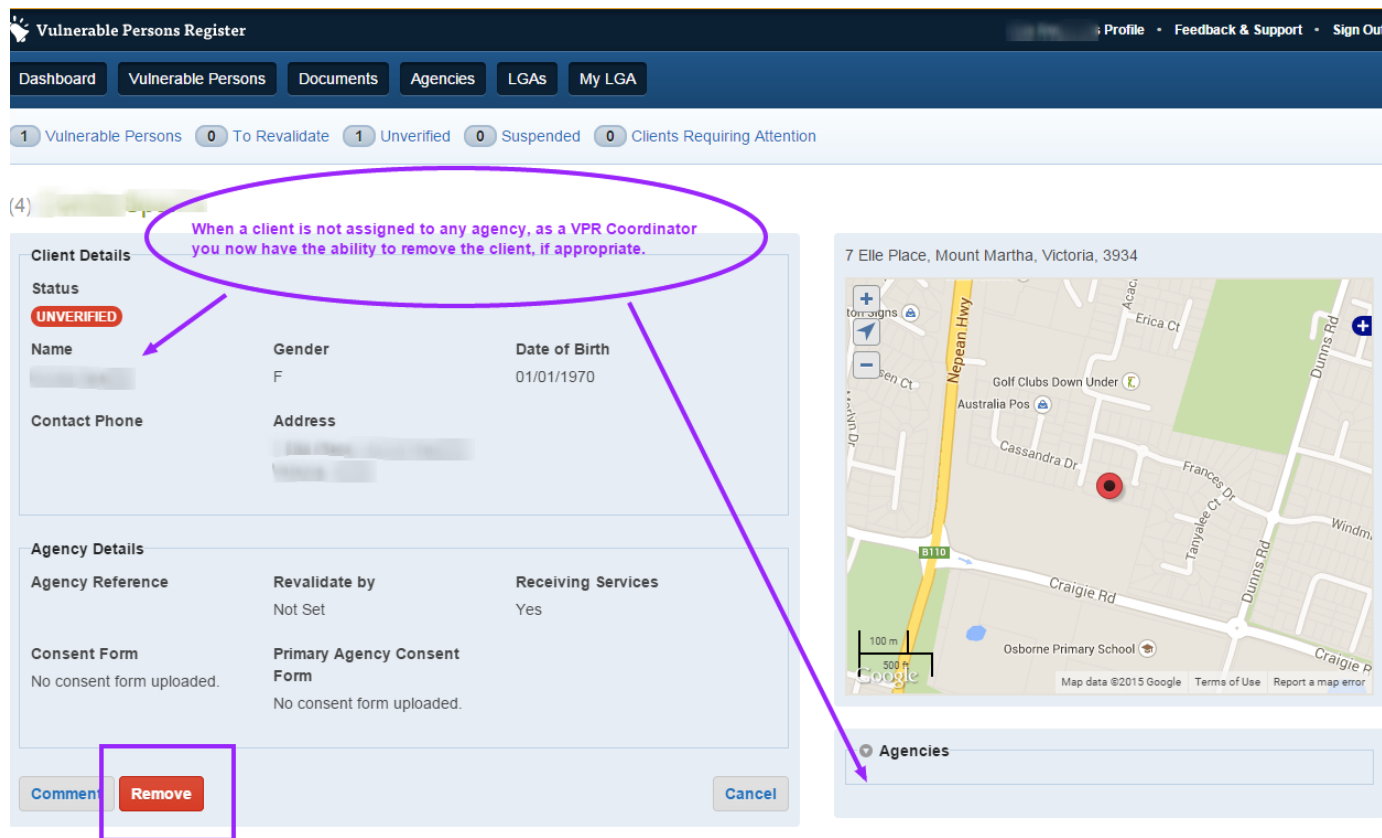 Vulnerable Persons Register
Profile • Feedback & Support • Sign Out
Dashboard Vulnerable Persons Documents Agencies LGAs My LGA
1 Vulnerable Persons 0 To Revalidate 1 Unverified 0 Suspended 0 Clients Requiring Attention
(4)
When a client is not assigned to any agency, as a VPR Coordinator
you now have the ability to remove the client, if appropriate.
Client Details
Status
UNVERIFIED
Name Gender Date of Birth
F 01/01/1970
Contact Phone Address
Agency Details
Agency Reference Revalidate by Receiving Services
Not Set Yes
Consent Form Primary Agency Consent
Form
No consent form uploaded.
No consent form uploaded.
Comment Remove Cancel
7 Elle Place, Mount Martha, Victoria, 3934
+
−
Nepean Hwy
Erica Ct
Dunns Rd
Golf Clubs Down Under
Australia Pos
Cassandra Dr
Frances Dr
Tanyalee Ct
B110
Craigie Rd
Dunns Rd
Osborne Primary School
Craigie R
100 m
500 ft
Google
Map data ©2015 Google Terms of Use Report a map error
Agencies